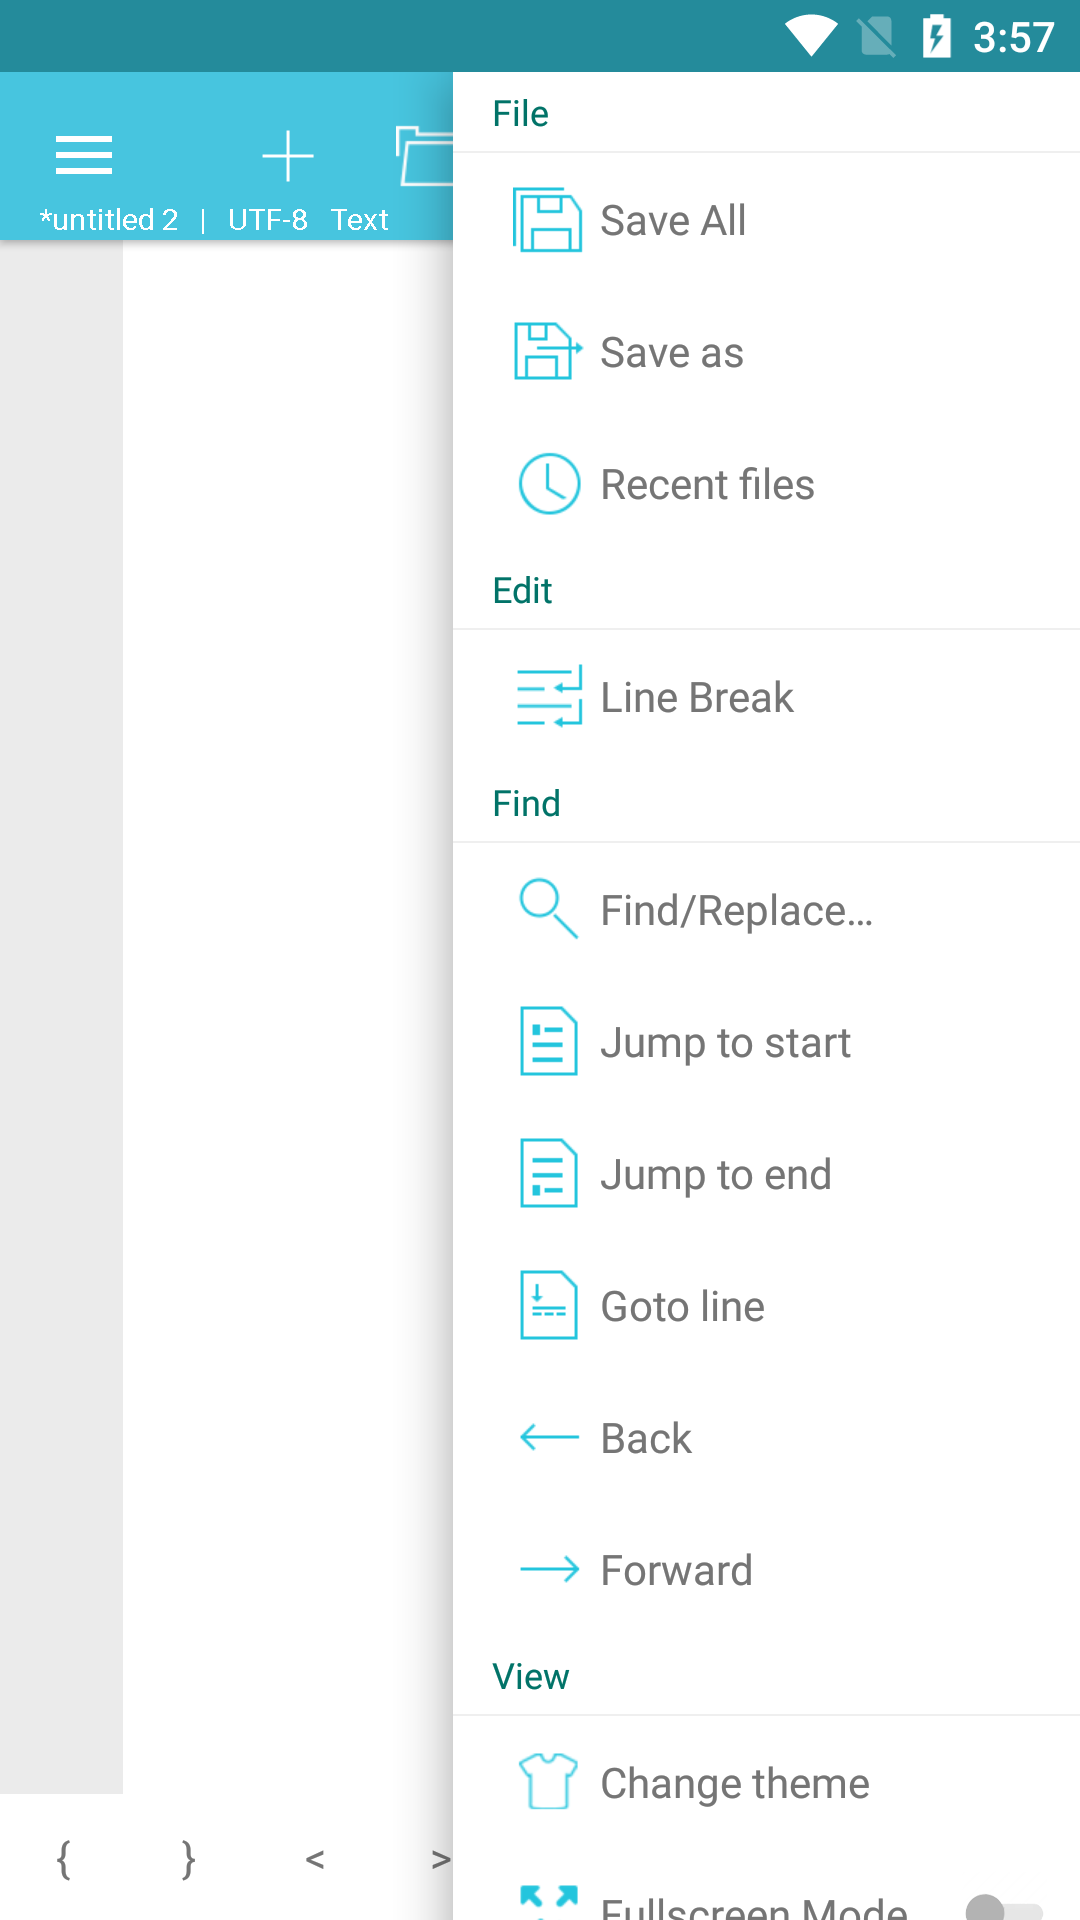 3:57
*untitled 2 | UTF-8 Text
File
Save All
Save as
Recent files
Edit
Line Break
Find
Find/Replace...
Jump to start
Jump to end
Goto line
Back
Forward
View
Change theme
Fullscreen Mode
{ } < >